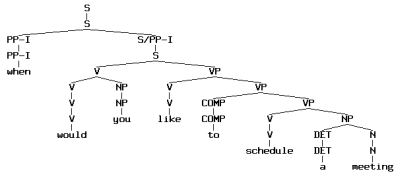 S
S
PP-I S/PP-I
PP-I S
when V VP
V NP V VP
V NP V COMP VP
would you like COMP V NP
to V DET N
schedule DET N
a meeting